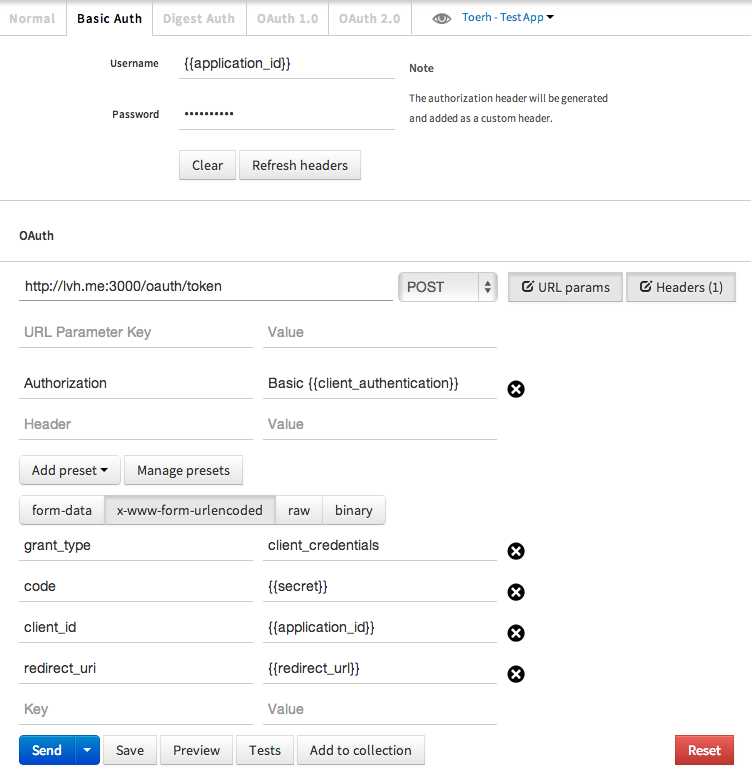 Normal Basic Auth Digest Auth OAuth 1.0 OAuth 2.0 Toerh - Test App
Username {{application_id}} Note
The authorization header will be generated
Password •••••••••• and added as a custom header.
Clear Refresh headers
OAuth
http://lvh.me:3000/oauth/token POST URL params Headers (1)
URL Parameter Key Value
Authorization Basic {{client_authentication}}
Header Value
Add preset Manage presets
form-data x-www-form-urlencoded raw binary
grant_type client_credentials
code {{secret}}
client_id {{application_id}}
redirect_uri {{redirect_url}}
Key Value
Send Save Preview Tests Add to collection Reset